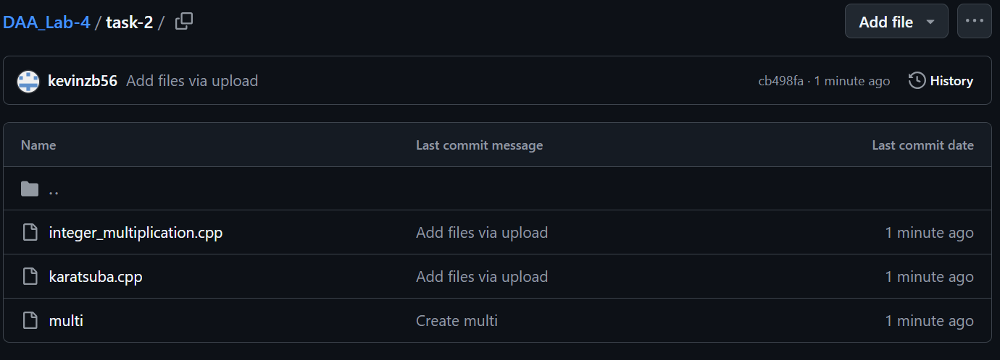 DAA_Lab-4 / task-2 /
Add file
kevinzb56 Add files via upload
cb498fa · 1 minute ago
History
Name Last commit message Last commit date
..
integer_multiplication.cpp Add files via upload 1 minute ago
karatsuba.cpp Add files via upload 1 minute ago
multi Create multi 1 minute ago